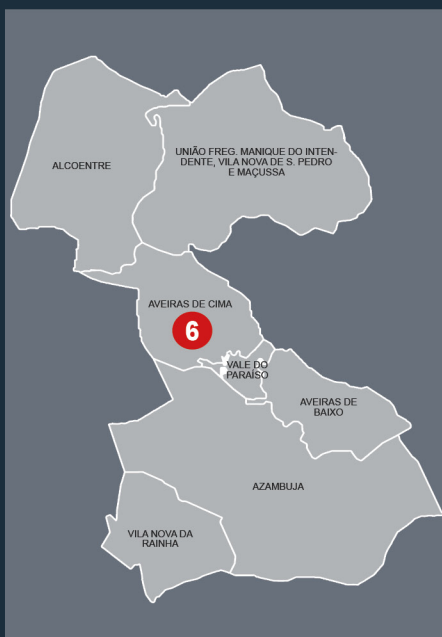 ALCOENTRE
UNIÃO FREG. MANIQUE DO INTEN-
DENTE, VILA NOVA DE S. PEDRO
E MAÇUSSA
AVEIRAS DE CIMA
6
VALE DO
PARAÍSO
AVEIRAS DE
BAIXO
AZAMBUJA
VILA NOVA DA
RAINHA